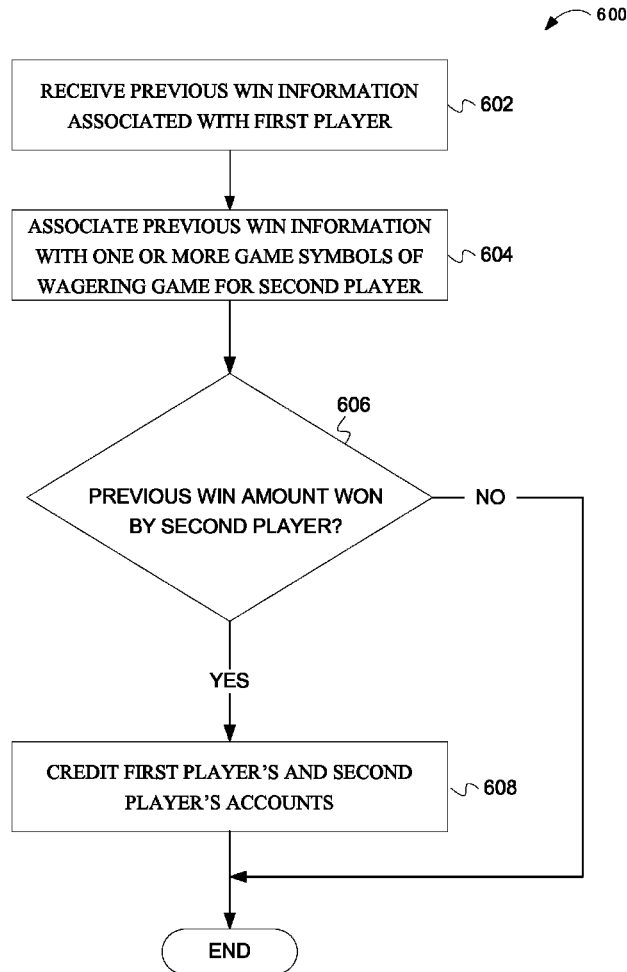 600
RECEIVE PREVIOUS WIN INFORMATION
ASSOCIATED WITH FIRST PLAYER
602
ASSOCIATE PREVIOUS WIN INFORMATION
WITH ONE OR MORE GAME SYMBOLS OF
WAGERING GAME FOR SECOND PLAYER
604
606
PREVIOUS WIN AMOUNT WON
BY SECOND PLAYER?
NO
YES
CREDIT FIRST PLAYER'S AND SECOND
PLAYER'S ACCOUNTS
608
END